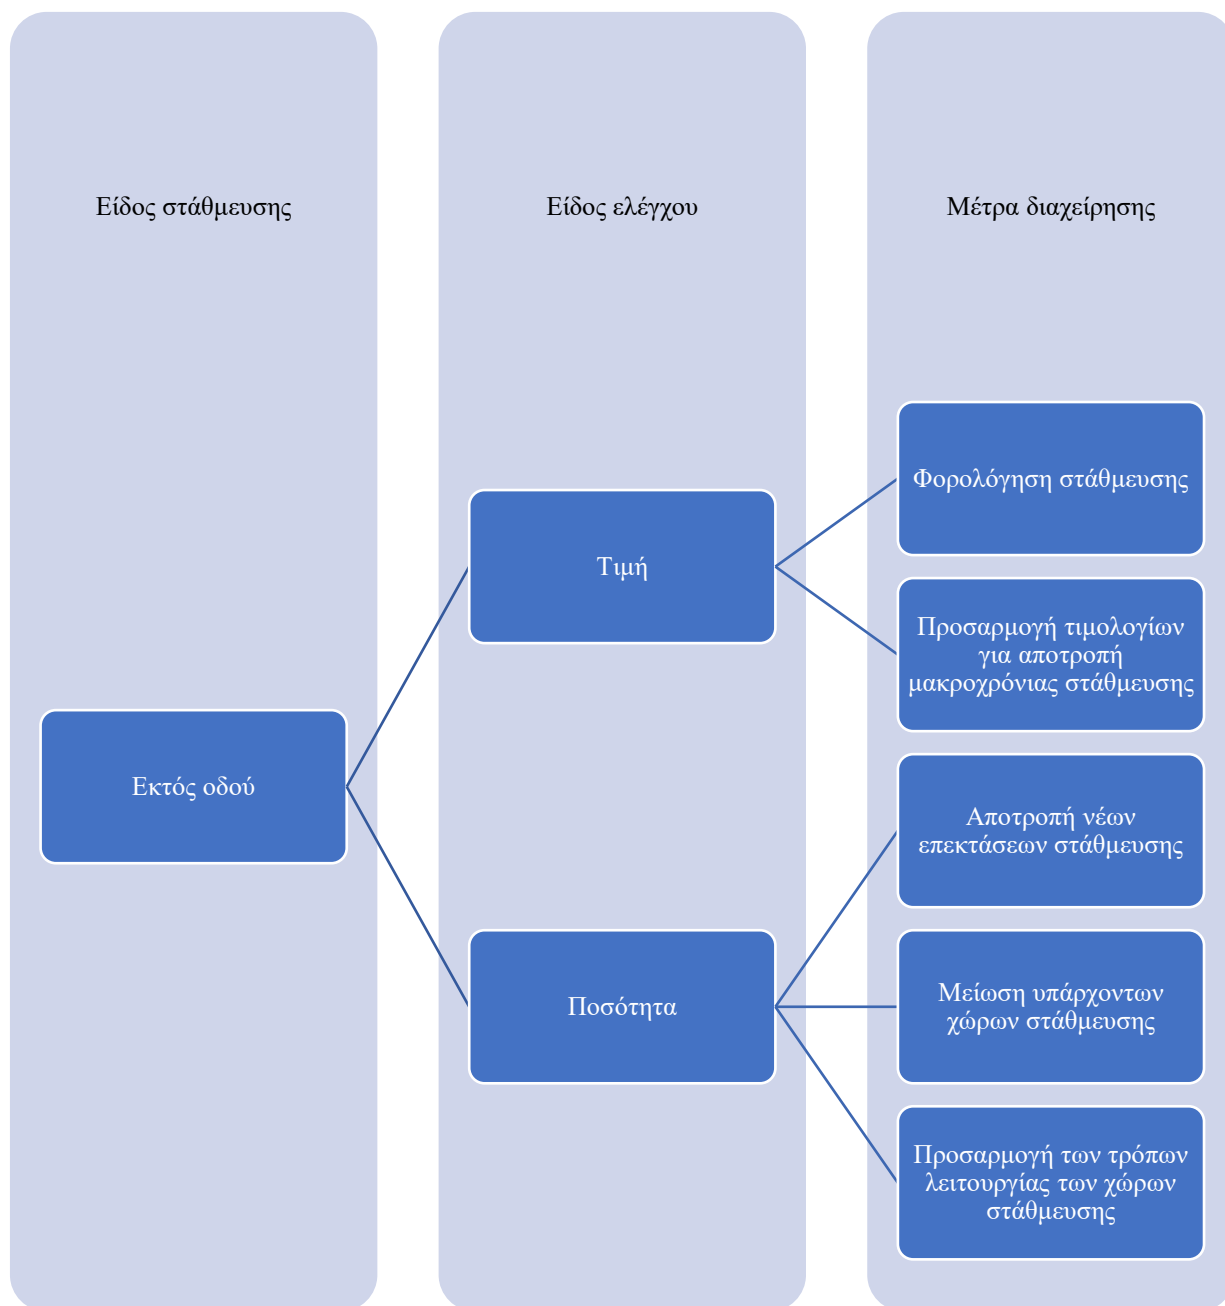 Είδος στάθμευσης
Είδος ελέγχου
Μέτρα διαχείρησης
Εκτός οδού
Τιμή
Φορολόγηση στάθμευσης
Προσαρμογή τιμολογίων
για αποτροπή
μακροχρόνιας στάθμευσης
Ποσότητα
Αποτροπή νέων
επεκτάσεων στάθμευσης
Μείωση υπάρχοντων
χώρων στάθμευσης
Προσαρμογή των τρόπων
λειτουργίας των χώρων
στάθμευσης